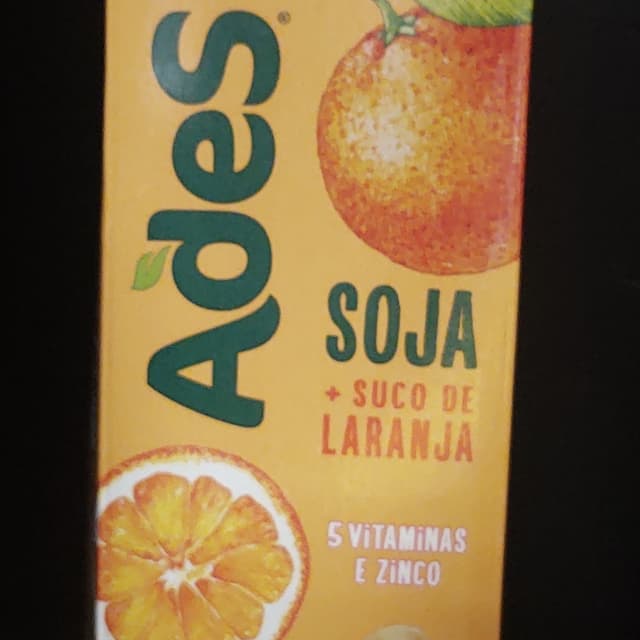 AdeS®
SOJA
+ SUCO DE
LARANJA
5 ViTAMiNAS
E ZiNCO